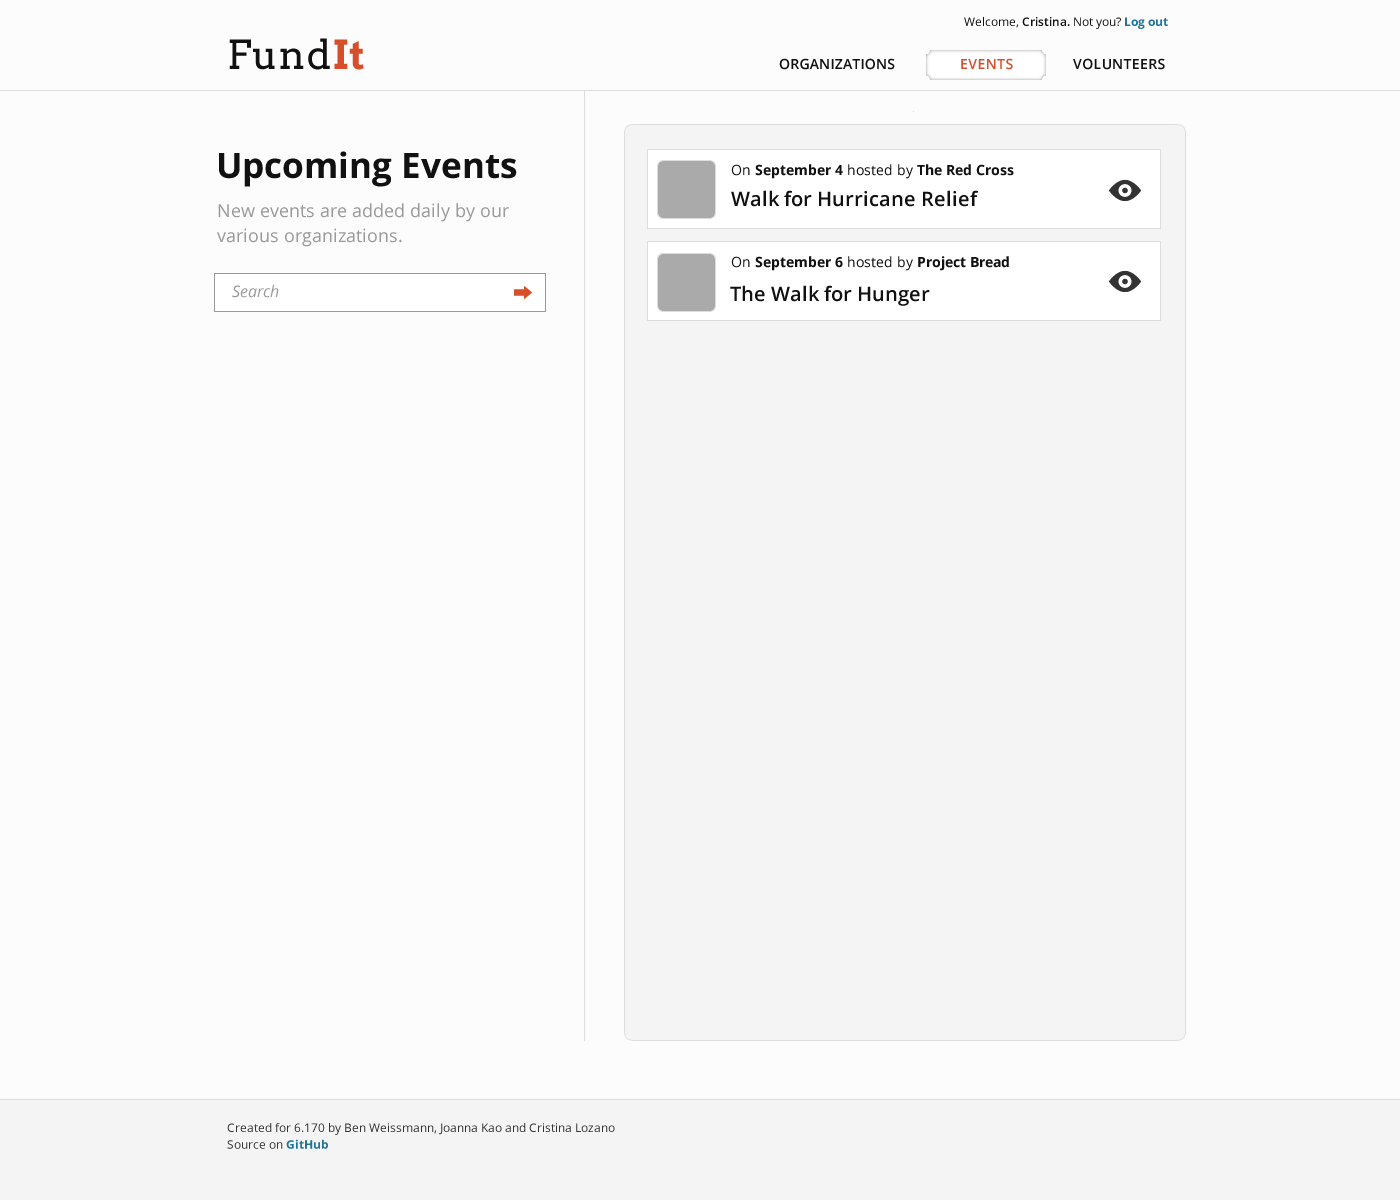 Welcome, Cristina. Not you? Log out
FundIt
ORGANIZATIONS
EVENTS
VOLUNTEERS
Upcoming Events
New events are added daily by our
various organizations.
Search
On September 4 hosted by The Red Cross
Walk for Hurricane Relief
On September 6 hosted by Project Bread
The Walk for Hunger
Created for 6.170 by Ben Weissmann, Joanna Kao and Cristina Lozano
Source on GitHub